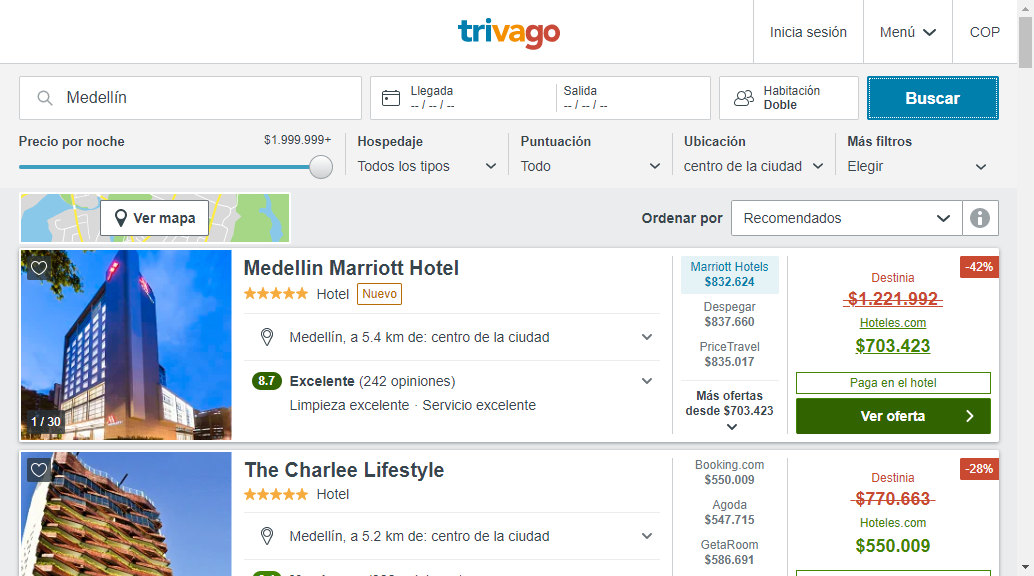 trivago
Inicia sesión
Menú
COP
Medellín
Llegada
-- / -- / --
Salida
-- / -- / --
Habitación
Doble
Buscar
Precio por noche
$1.999.999+
Hospedaje
Todos los tipos
Puntuación
Todo
Ubicación
centro de la ciudad
Más filtros
Elegir
Ver mapa
Ordenar por
Recomendados
1 / 30
Medellin Marriott Hotel
Hotel
Nuevo
Medellín, a 5.4 km de: centro de la ciudad
8.7 Excelente (242 opiniones)
Limpieza excelente · Servicio excelente
Marriott Hotels
$832.624
Despegar
$837.660
PriceTravel
$835.017
Más ofertas
desde $703.423
-42%
Destinia
$1.221.992
Hoteles.com
$703.423
Paga en el hotel
Ver oferta
The Charlee Lifestyle
Hotel
Medellín, a 5.2 km de: centro de la ciudad
Booking.com
$550.009
Agoda
$547.715
GetaRoom
$586.691
-28%
Destinia
$770.663
Hoteles.com
$550.009